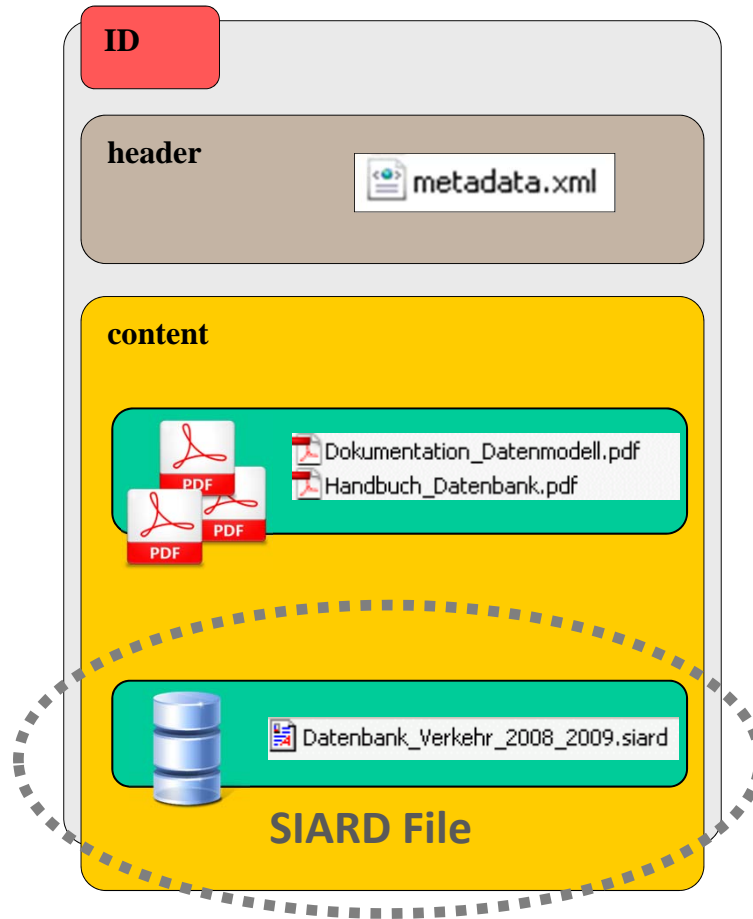 ID
header
metadata.xml
content
PDF
PDF
PDF
Dokumentation_Datenmodell.pdf
Handbuch_Datenbank.pdf
Datenbank_Verkehr_2008_2009.siard
SIARD File